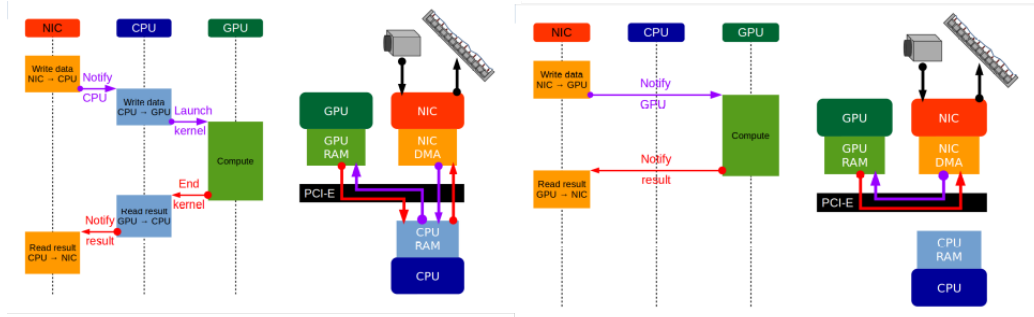 NIC
CPU
GPU
Write data
NIC → CPU
Notify
CPU
Write data
CPU → GPU
Launch
kernel
Compute
End
kernel
Read result
GPU → CPU
Notify
result
Read result
CPU → NIC
GPU
NIC
GPU
RAM
NIC
DMA
PCI-E
CPU
RAM
CPU
NIC
CPU
GPU
Write data
NIC → GPU
Notify
GPU
Compute
Notify
result
Read result
GPU → NIC
GPU
NIC
GPU
RAM
NIC
DMA
PCI-E
CPU
RAM
CPU